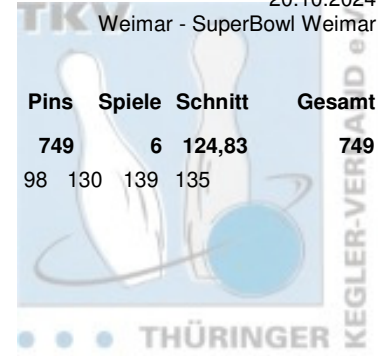 20.10.2024
TKV
Weimar - SuperBowl Weimar
Pins Spiele Schnitt Gesamt
749 6 124,83 749
98 130 139 135
THÜRINGER
KEGLER-VERBAND e.V.